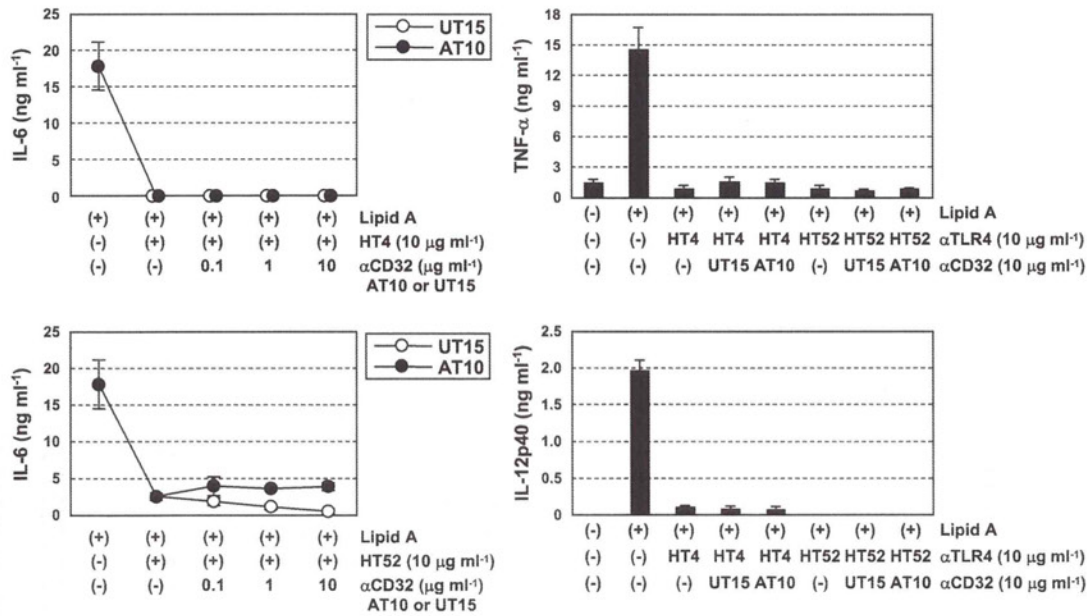 25
20
15
10
5
0
IL-6 (ng ml-1)
UT15
AT10
(+) (+) (+) (+) (+) Lipid A
(-) (+) (+) (+) (+) HT4 (10 μg ml-1)
(-) (-) 0.1 1 10 αCD32 (μg ml-1)
AT10 or UT15
18
15
12
9
6
3
0
TNF-α (ng ml-1)
(-) (+) (+) (+) (+) (+) (+) (+) Lipid A
(-) (-) HT4 HT4 HT4 HT52 HT52 HT52 αTLR4 (10 μg ml-1)
(-) (-) (-) UT15 AT10 (-) UT15 AT10 αCD32 (10 μg ml-1)
25
20
15
10
5
0
IL-6 (ng ml-1)
UT15
AT10
(+) (+) (+) (+) (+) Lipid A
(-) (+) (+) (+) (+) HT52 (10 μg ml-1)
(-) (-) 0.1 1 10 αCD32 (μg ml-1)
AT10 or UT15
2.5
2.0
1.5
1.0
0.5
0
IL-12p40 (ng ml-1)
(-) (+) (+) (+) (+) (+) (+) (+) Lipid A
(-) (-) HT4 HT4 HT4 HT52 HT52 HT52 αTLR4 (10 μg ml-1)
(-) (-) (-) UT15 AT10 (-) UT15 AT10 αCD32 (10 μg ml-1)